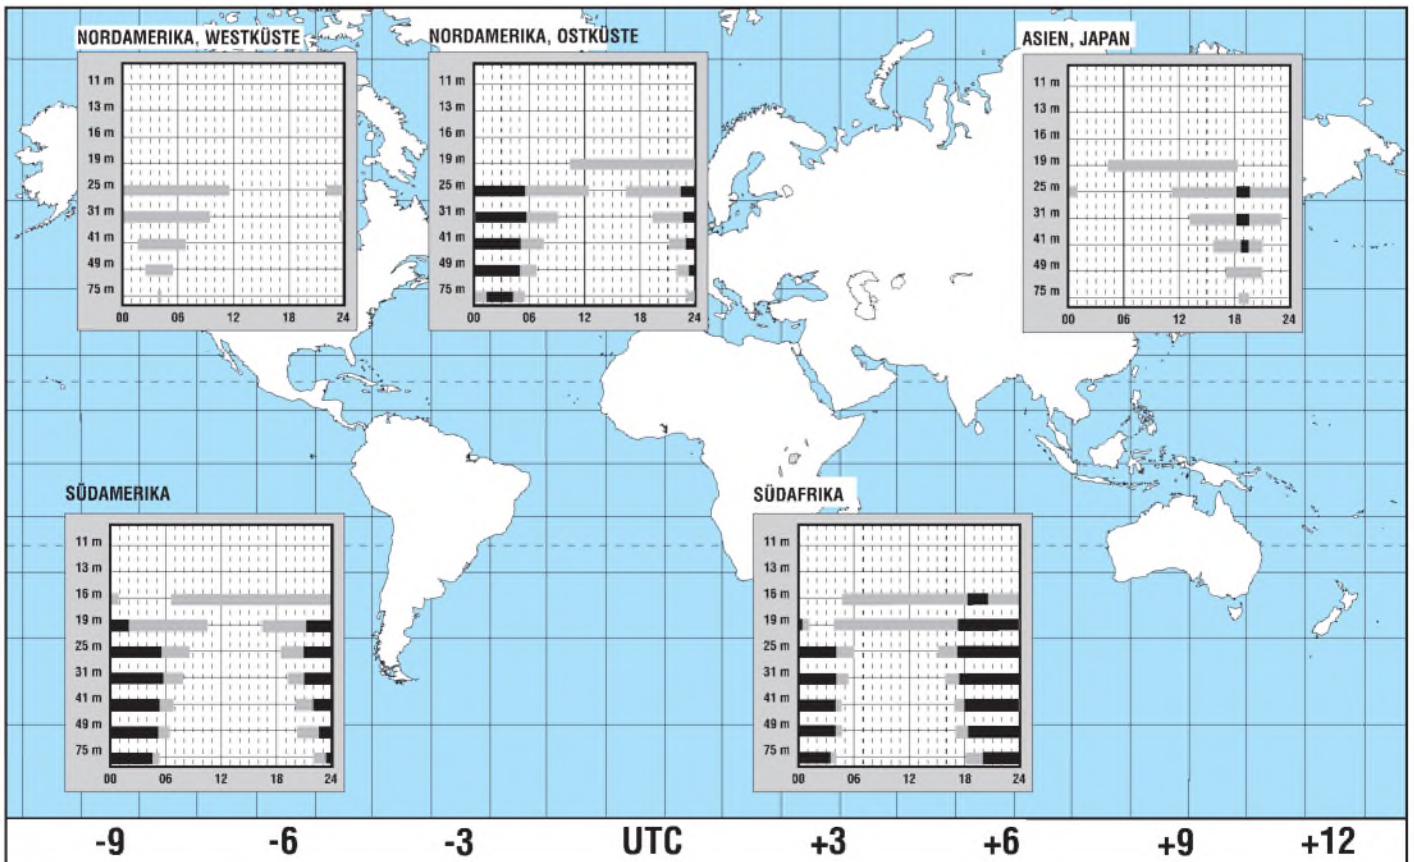 NORDAMERIKA, WESTKÜSTE
11 m
13 m
16 m
19 m
25 m
31 m
41 m
49 m
75 m
00 06 12 18 24
NORDAMERIKA, OSTKÜSTE
11 m
13 m
16 m
19 m
25 m
31 m
41 m
49 m
75 m
00 06 12 18 24
ASIEN, JAPAN
11 m
13 m
16 m
19 m
25 m
31 m
41 m
49 m
75 m
00 06 12 18 24
SÜDAMERIKA
11 m
13 m
16 m
19 m
25 m
31 m
41 m
49 m
75 m
00 06 12 18 24
SÜDAFRIKA
11 m
13 m
16 m
19 m
25 m
31 m
41 m
49 m
75 m
00 06 12 18 24
-9 -6 -3 UTC +3 +6 +9 +12